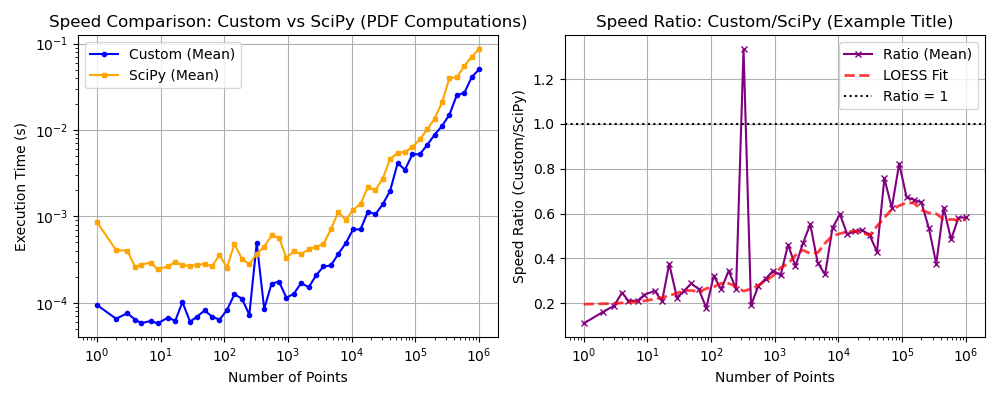 Speed Comparison: Custom vs SciPy (PDF Computations)
Execution Time (s)
10⁻¹
10⁻²
10⁻³
10⁻⁴
Custom (Mean)
SciPy (Mean)
10⁰ 10¹ 10² 10³ 10⁴ 10⁵ 10⁶
Number of Points
Speed Ratio: Custom/SciPy (Example Title)
Speed Ratio (Custom/SciPy)
1.2
1.0
0.8
0.6
0.4
0.2
Ratio (Mean)
LOESS Fit
Ratio = 1
10⁰ 10¹ 10² 10³ 10⁴ 10⁵ 10⁶
Number of Points